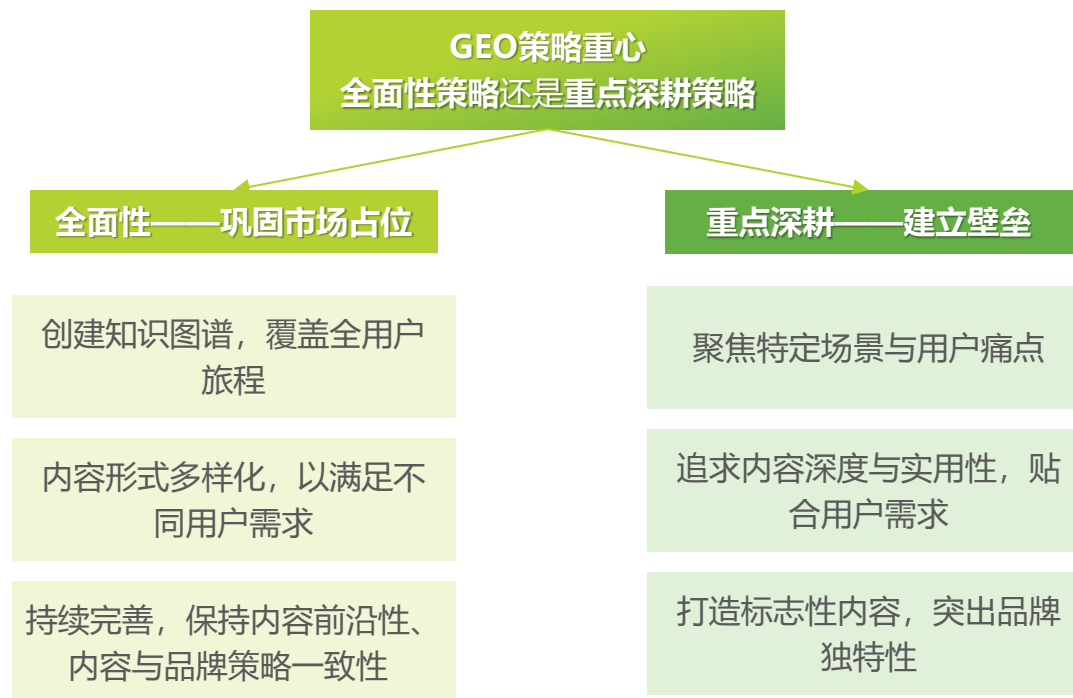 GEO策略重心
全面性策略还是重点深耕策略
全面性——巩固市场占位
创建知识图谱，覆盖全用户
旅程
内容形式多样化，以满足不
同用户需求
持续完善，保持内容前沿性、
内容与品牌策略一致性
重点深耕——建立壁垒
聚焦特定场景与用户痛点
追求内容深度与实用性，贴
合用户需求
打造标志性内容，突出品牌
独特性